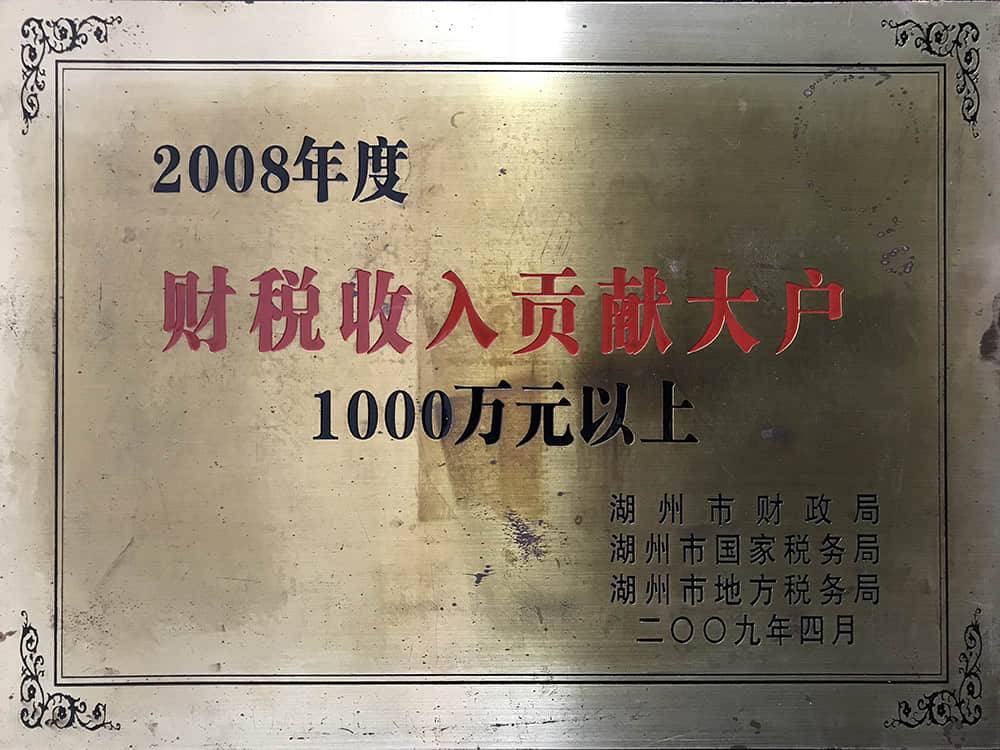 2008年度
财税收入贡献大户
1000万元以上
湖州市财政局
湖州市国家税务局
湖州市地方税务局
二〇〇九年四月